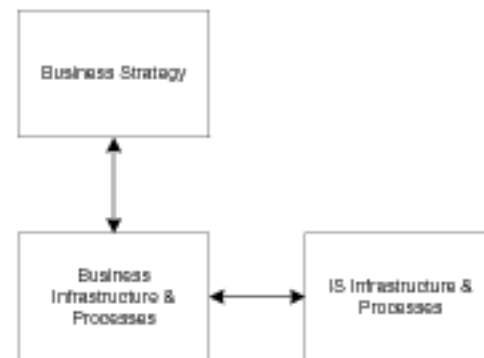 Business Strategy
Business
Infrastructure &
Processes
IS Infrastructure &
Processes